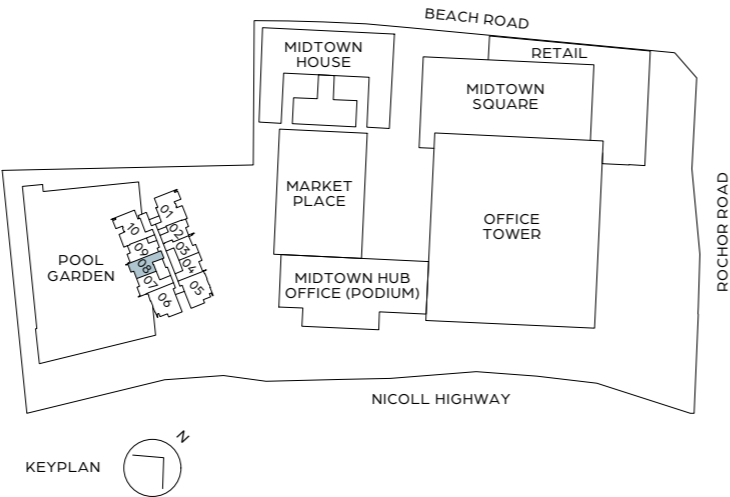 BEACH ROAD
MIDTOWN
HOUSE
RETAIL
MIDTOWN
SQUARE
MARKET
PLACE
OFFICE
TOWER
ROCHOR ROAD
POOL
GARDEN
01
02
03
04
05
10
09
08
07
06
MIDTOWN HUB
OFFICE (PODIUM)
NICOLL HIGHWAY
KEYPLAN
N